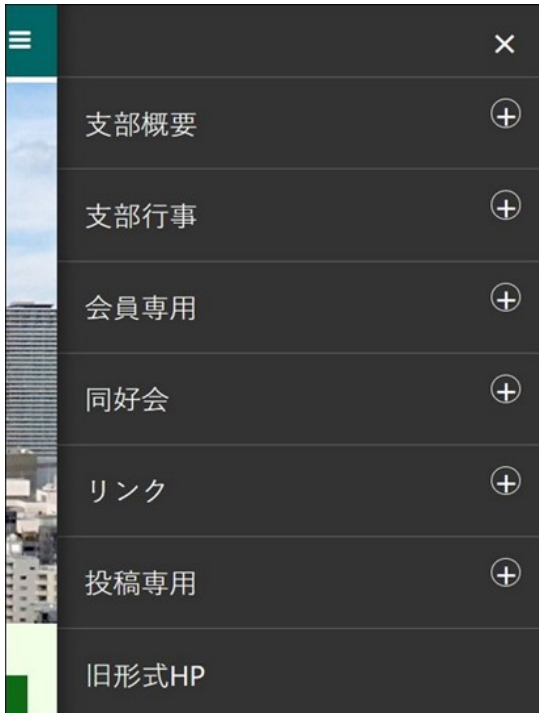 支部概要
支部行事
会員専用
同好会
リンク
投稿専用
旧形式HP